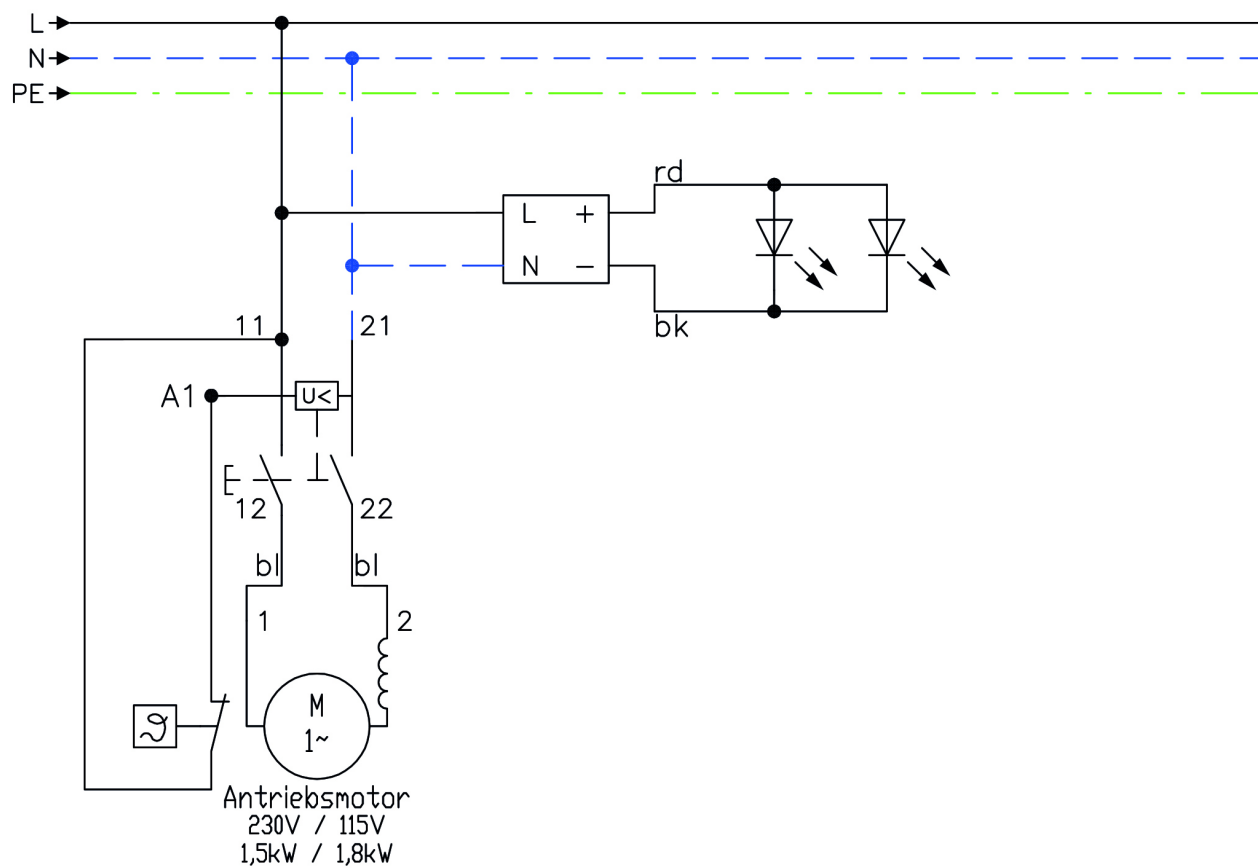 L
N
PE
rd
L +
N −
bk
11
21
A1
U<
12
22
bl
bl
1
2
M
1~
ϑ
Antriebsmotor
230V / 115V
1,5kW / 1,8kW